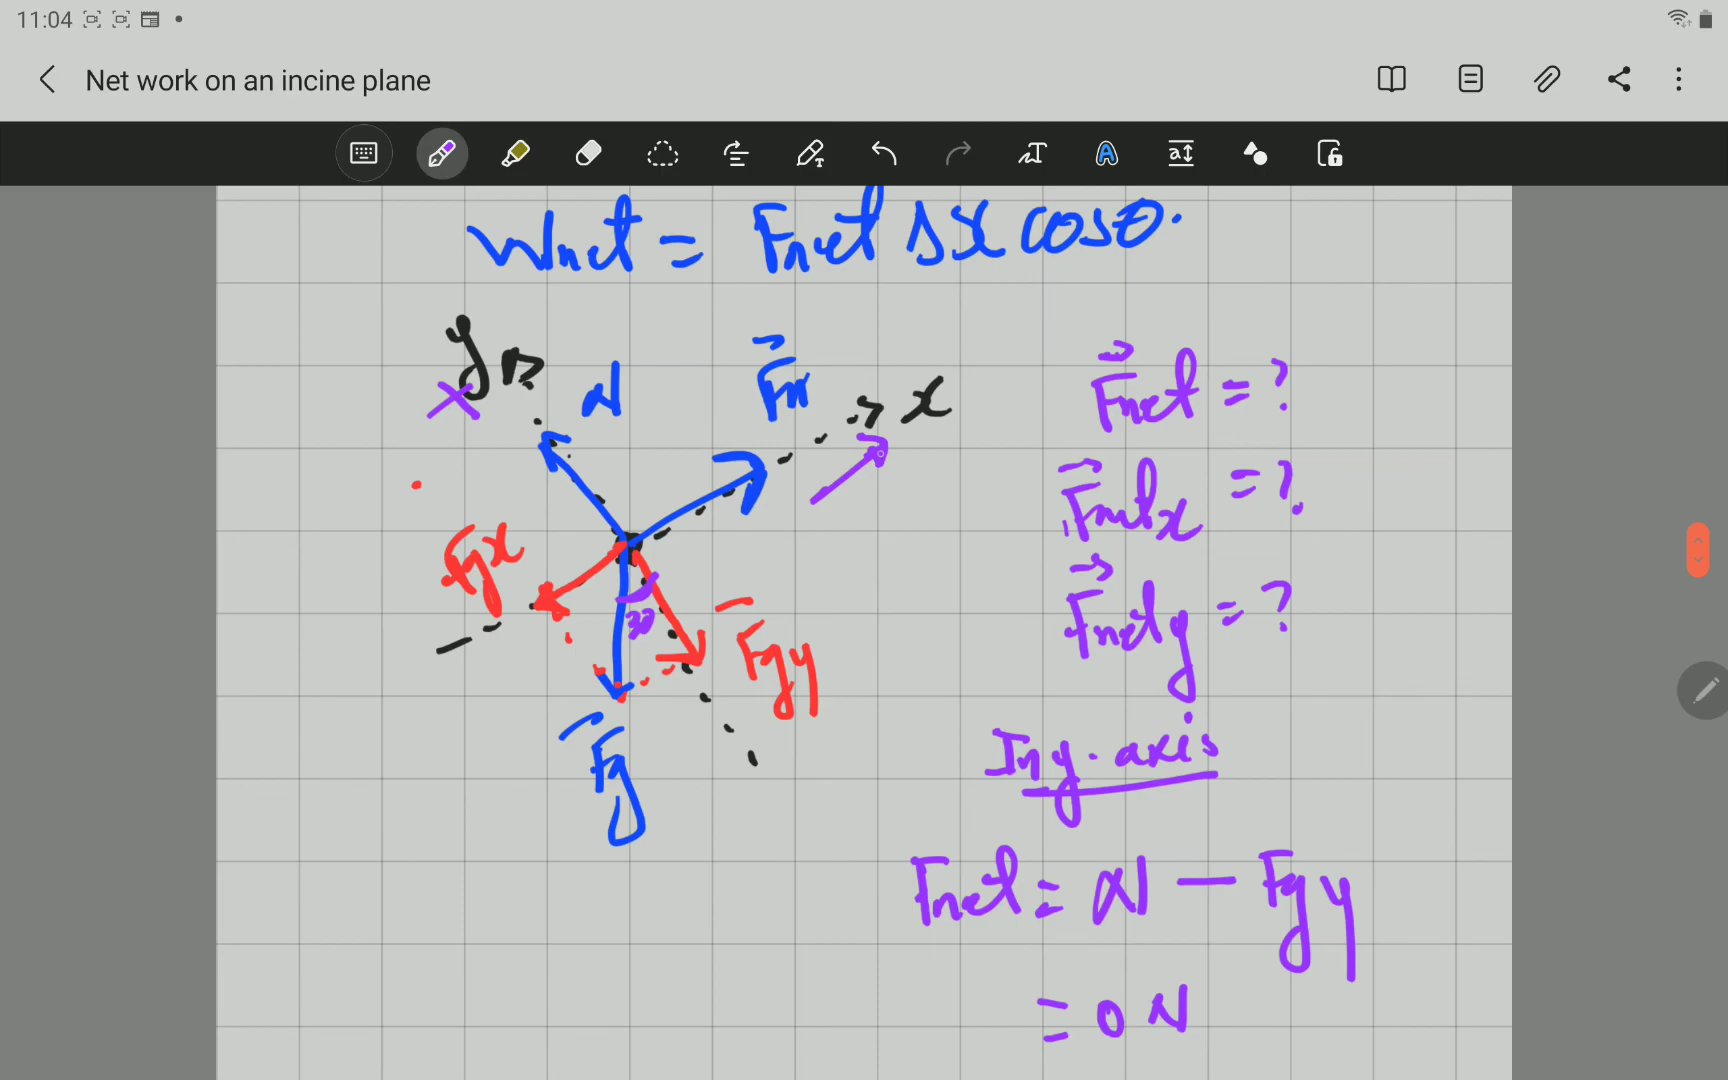 11:04
Net work on an incine plane
Wnet = Fnet Δx cosθ.
y
N
x
Fnet = ?
Fnetx = ?
Fgx
30
Fgy
Fnety = ?
Fg
In y-axis
Fnet = N - Fgy
= 0 N